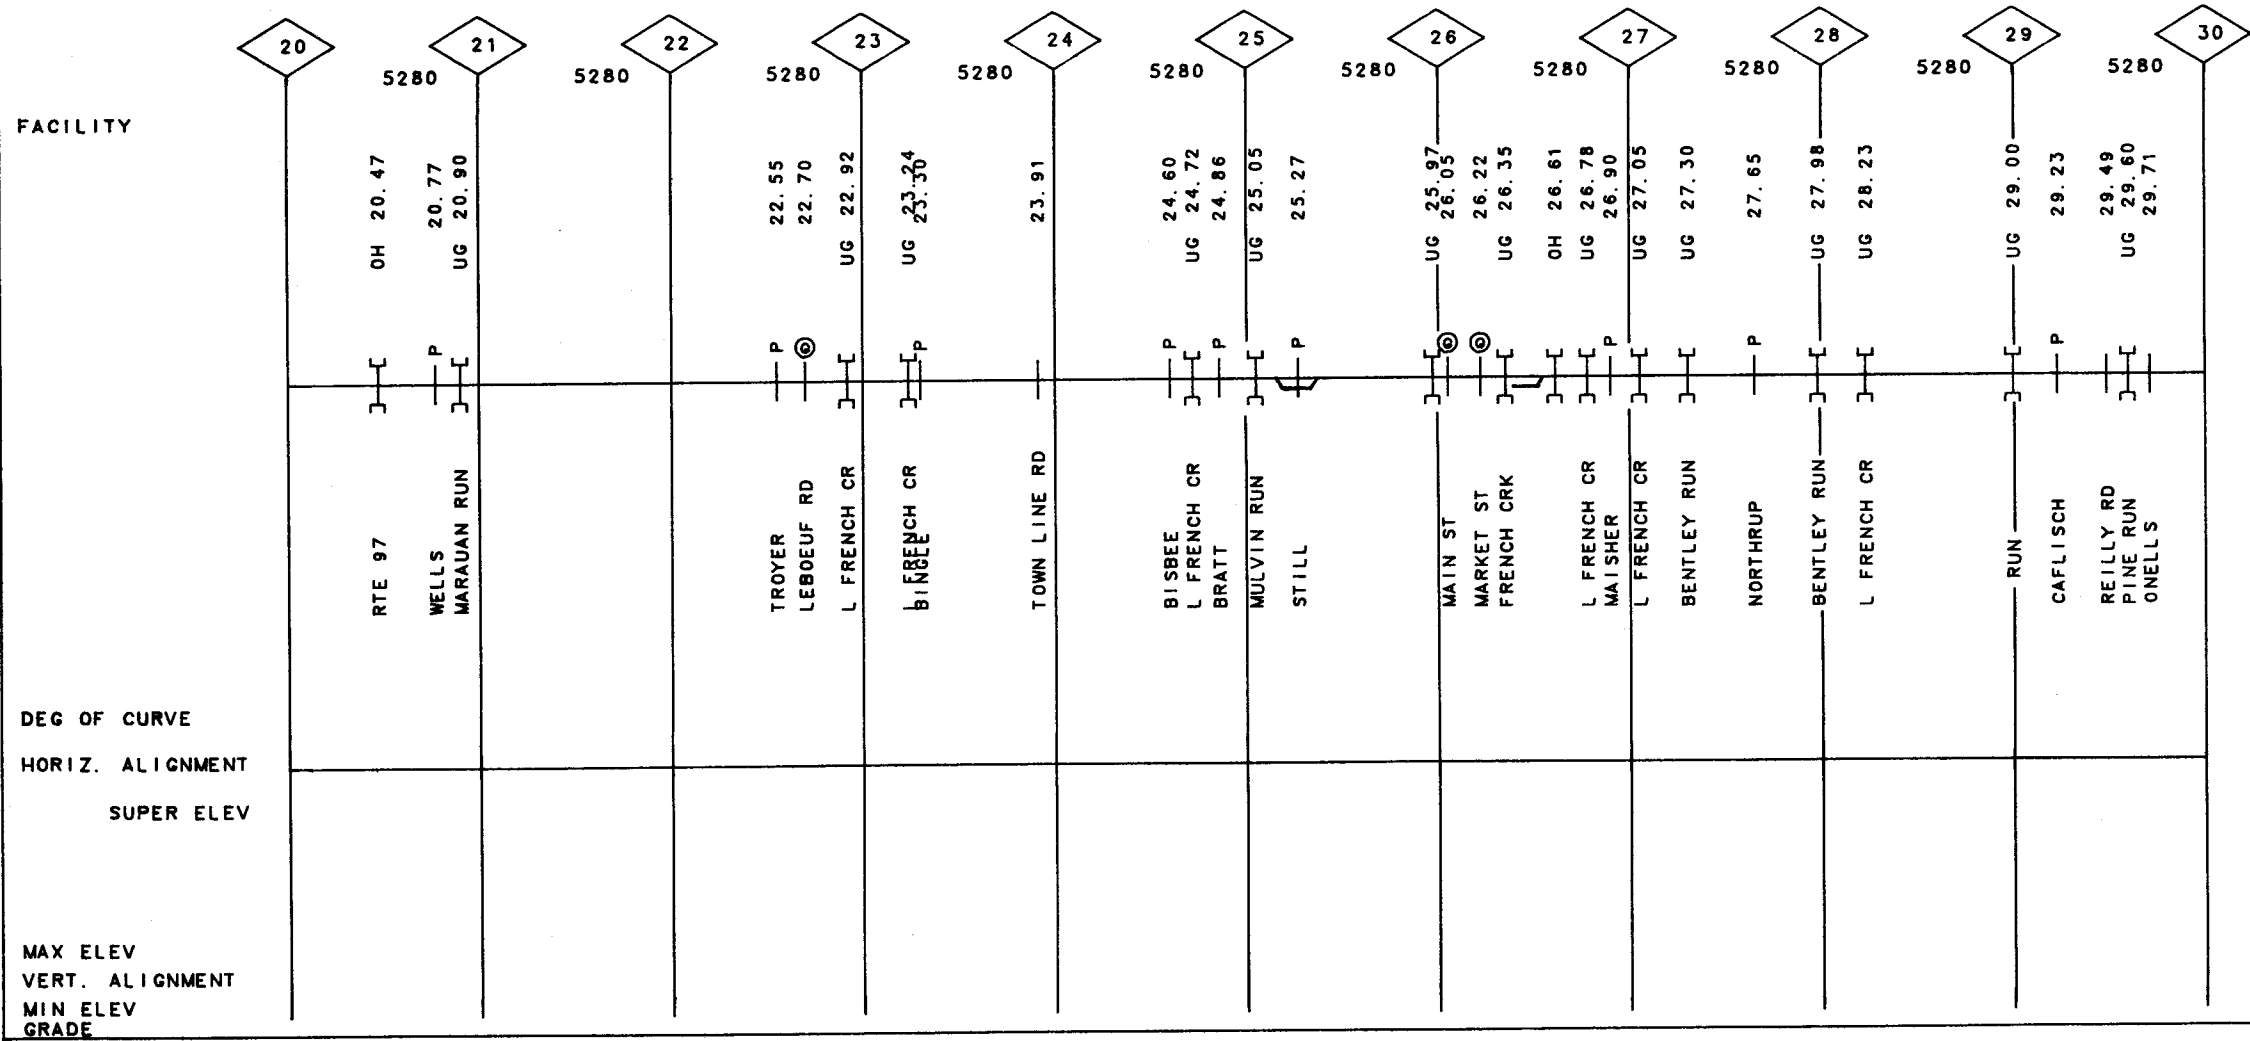 20 21 22 23 24 25 26 27 28 29 30
5280 5280 5280 5280 5280 5280 5280 5280 5280 5280
FACILITY
OH 20.47
20.77
UG 20.90
22.55
22.70
UG 22.92
UG 23.24
23.30
23.91
24.60
UG 24.72
24.86
UG 25.05
25.27
UG 25.97
26.05
26.22
UG 26.35
OH 26.61
UG 26.78
26.90
UG 27.05
UG 27.30
27.65
UG 27.98
UG 28.23
UG 29.00
29.23
29.49
UG 29.60
29.71
P P P P P P P P P
G G G
RTE 97
WELLS
MARAUAN RUN
TROYER
LEBOEUF RD
L FRENCH CR
L FRENCH CR
BINGLE
TOWN LINE RD
BISBEE
L FRENCH CR
BRATT
MULVIN RUN
STILL
MAIN ST
MARKET ST
FRENCH CRK
L FRENCH CR
MAISHER
L FRENCH CR
BENTLEY RUN
NORTHRUP
BENTLEY RUN
L FRENCH CR
RUN
CAFLISCH
REILLY RD
PINE RUN
ONELLS
DEG OF CURVE
HORIZ. ALIGNMENT
SUPER ELEV
MAX ELEV
VERT. ALIGNMENT
MIN ELEV
GRADE